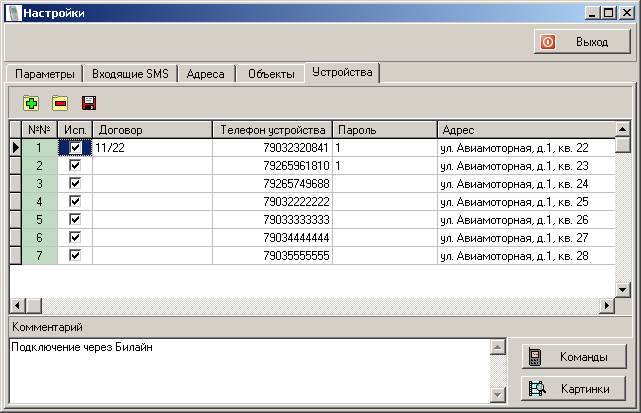 Настройки
Выход
Параметры Входящие SMS Адреса Объекты Устройства
№№ Исп. Договор Телефон устройства Пароль Адрес
1 11/22 79032320841 1 ул. Авиамоторная, д.1, кв. 22
2 79265961810 1 ул. Авиамоторная, д.1, кв. 23
3 79265749688 ул. Авиамоторная, д.1, кв. 24
4 79032222222 ул. Авиамоторная, д.1, кв. 25
5 79033333333 ул. Авиамоторная, д.1, кв. 26
6 79034444444 ул. Авиамоторная, д.1, кв. 27
7 79035555555 ул. Авиамоторная, д.1, кв. 28
Комментарий
Подключение через Билайн
Команды
Картинки